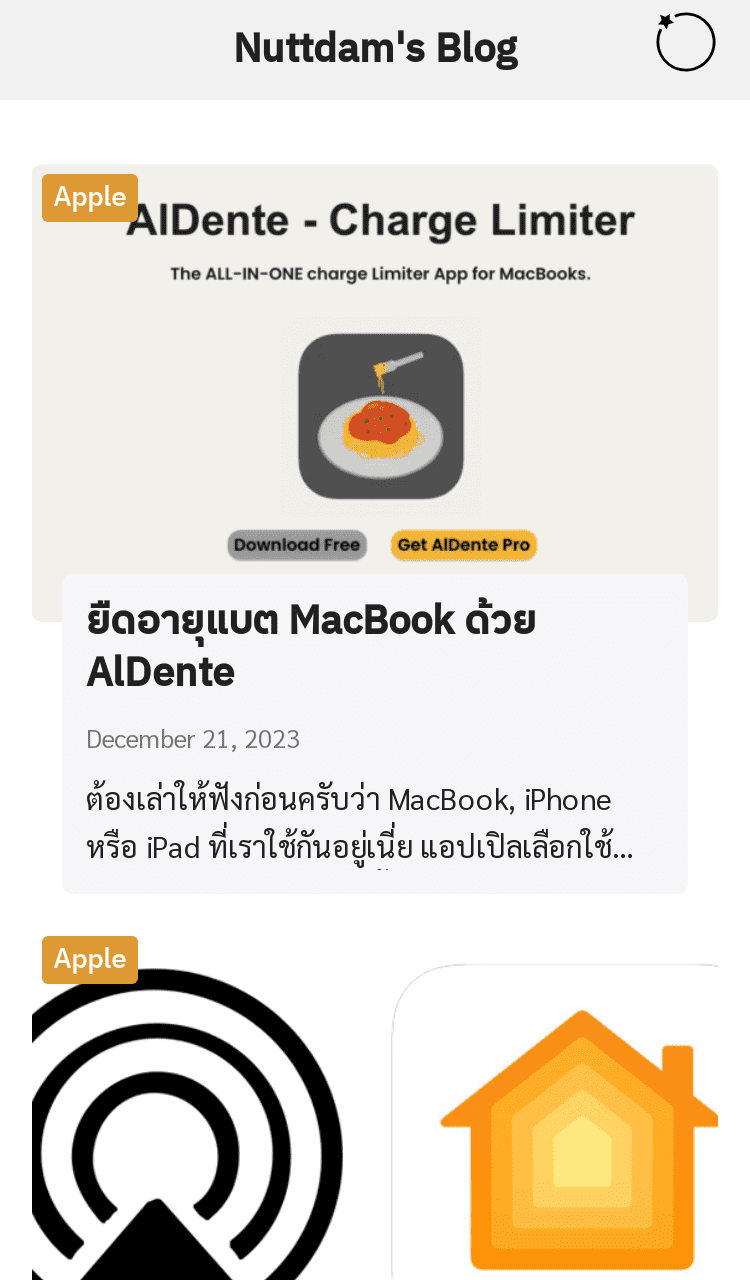 Nuttdam's Blog
Apple
AlDente - Charge Limiter
The ALL-IN-ONE charge Limiter App for MacBooks.
Download Free
Get AlDente Pro
ยืดอายุแบต MacBook ด้วย
AlDente
December 21, 2023
ต้องเล่าให้ฟังก่อนครับว่า MacBook, iPhone
หรือ iPad ที่เราใช้กันอยู่เนี่ย แอปเปิลเลือกใช้...
Apple